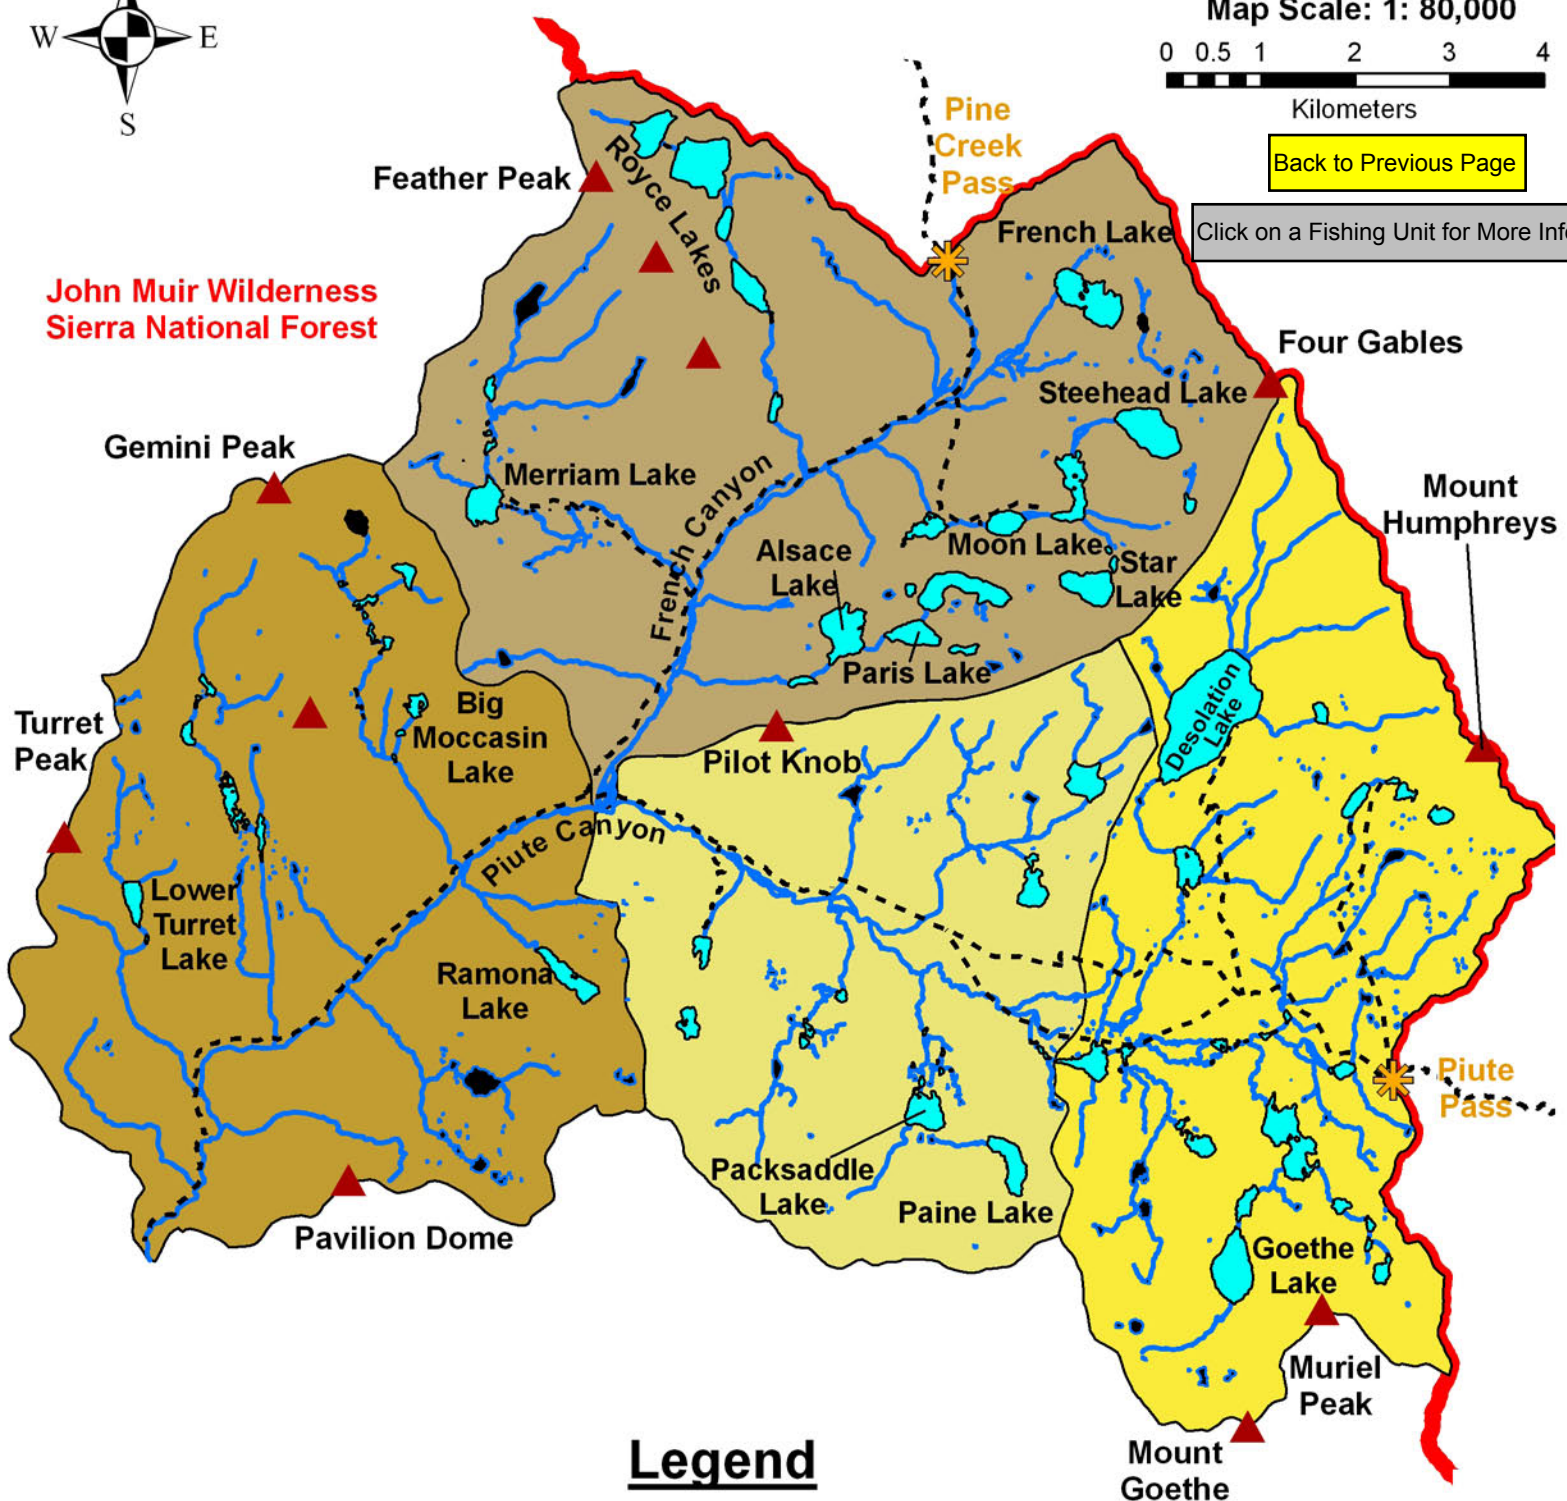 Map Scale: 1: 80,000
0 0.5 1 2 3 4
Kilometers
W E
S
Back to Previous Page
Click on a Fishing Unit for More Inf
Pine
Creek
Pass
Feather Peak
Royce Lakes
French Lake
John Muir Wilderness
Sierra National Forest
Four Gables
Steehead Lake
Gemini Peak
Merriam Lake
French Canyon
Mount
Humphreys
Alsace
Lake
Moon Lake
Star
Lake
Paris Lake
Desolation
Lake
Big
Moccasin
Lake
Turret
Peak
Pilot Knob
Piute Canyon
Lower
Turret
Lake
Ramona
Lake
Piute
Pass
Packsaddle
Lake
Paine Lake
Pavilion Dome
Goethe
Lake
Muriel
Peak
Mount
Goethe
Legend